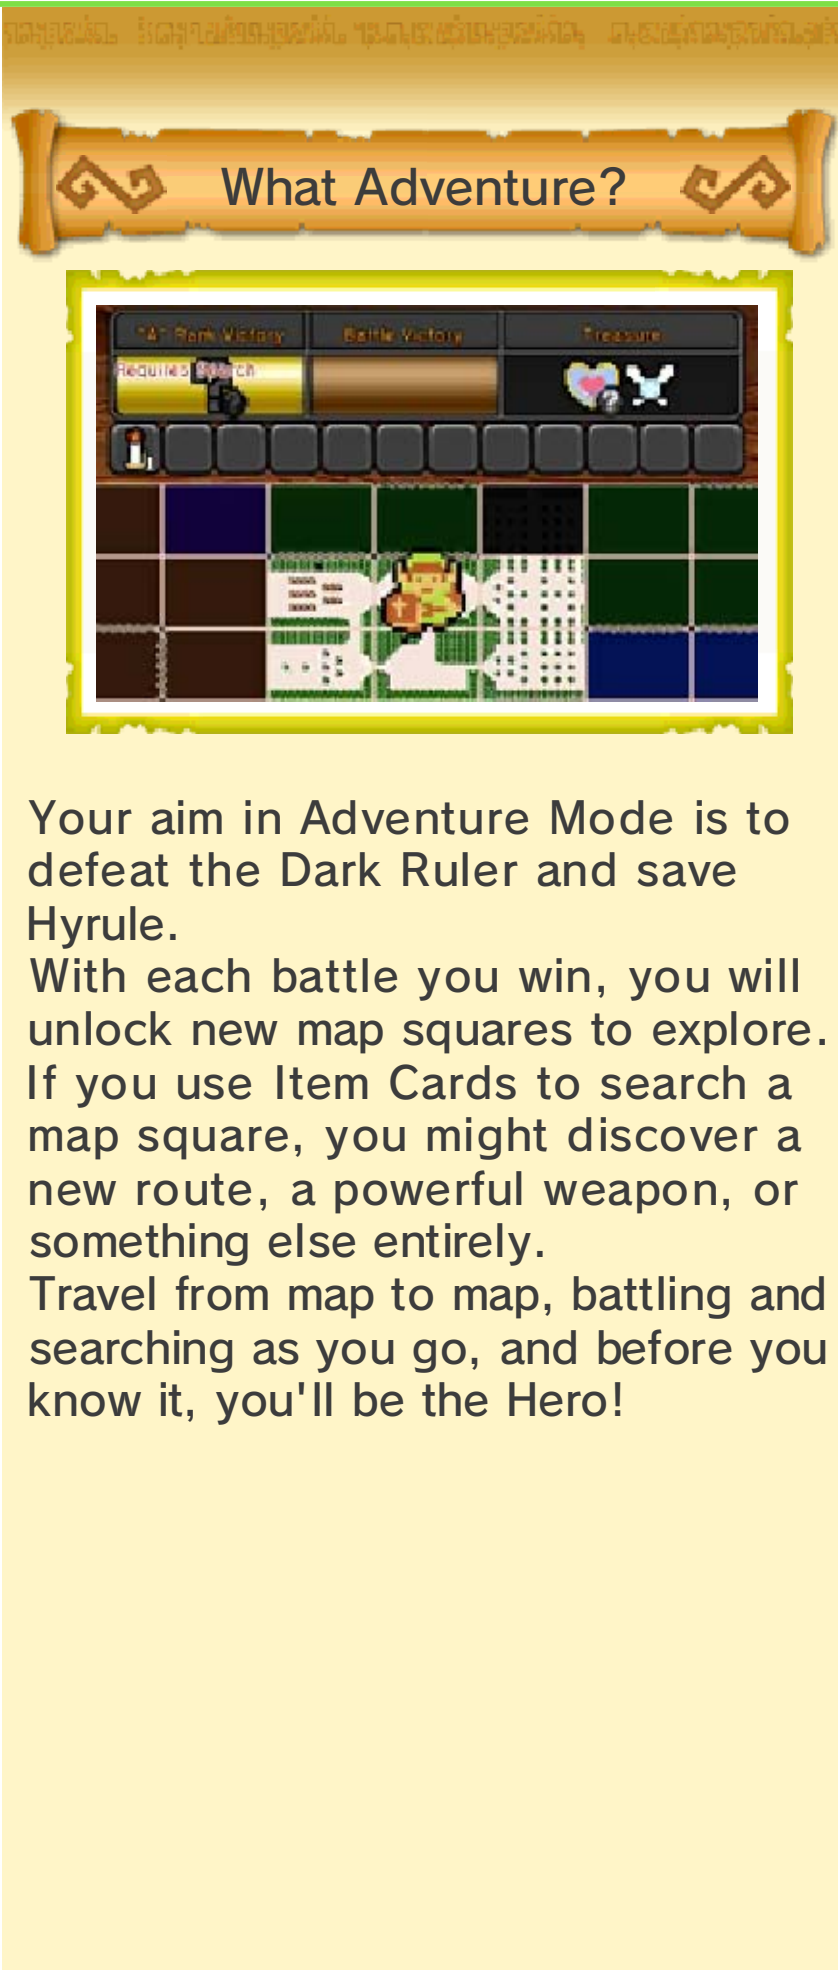 What Adventure?
"A" Rank Victory
Battle Victory
Treasure
Requires Search
Your aim in Adventure Mode is to
defeat the Dark Ruler and save
Hyrule.
With each battle you win, you will
unlock new map squares to explore.
If you use Item Cards to search a
map square, you might discover a
new route, a powerful weapon, or
something else entirely.
Travel from map to map, battling and
searching as you go, and before you
know it, you'll be the Hero!